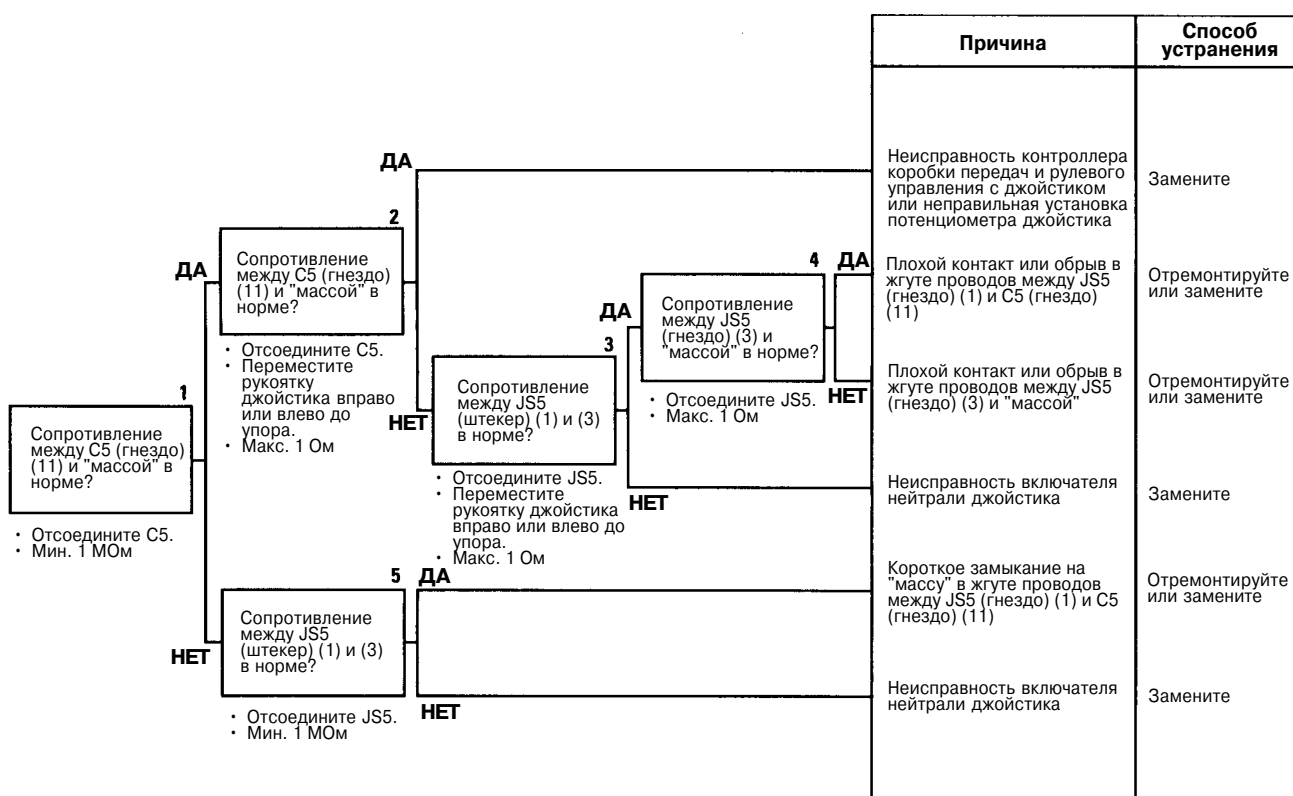 Причина
Способ
устранения
ДА
Неисправность контроллера
коробки передач и рулевого
управления с джойстиком
или неправильная установка
потенциометра джойстика
Замените
2
ДА
Сопротивление
между C5 (гнездо)
(11) и "массой" в
норме?
• Отсоедините C5.
• Переместите
рукоятку
джойстика вправо
или влево до
упора.
• Макс. 1 Ом
4
ДА
Плохой контакт или обрыв в
жгуте проводов между JS5
(гнездо) (1) и C5 (гнездо)
(11)
Отремонтируйте
или замените
ДА
Сопротивление
между JS5
(гнездо) (3) и
"массой" в норме?
• Отсоедините JS5.
• Макс. 1 Ом
НЕТ
Плохой контакт или обрыв в
жгуте проводов между JS5
(гнездо) (3) и "массой"
Отремонтируйте
или замените
3
НЕТ
Сопротивление
между JS5
(штекер) (1) и (3)
в норме?
• Отсоедините JS5.
• Переместите
рукоятку джойстика
вправо или влево до
упора.
• Макс. 1 Ом
НЕТ
Неисправность включателя
нейтрали джойстика
Замените
1
Сопротивление
между C5 (гнездо)
(11) и "массой" в
норме?
• Отсоедините C5.
• Мин. 1 МОм
5
ДА
Короткое замыкание на
"массу" в жгуте проводов
между JS5 (гнездо) (1) и C5
(гнездо) (11)
Отремонтируйте
или замените
НЕТ
Сопротивление
между JS5
(штекер) (1) и (3)
в норме?
• Отсоедините JS5.
• Мин. 1 МОм
НЕТ
Неисправность включателя
нейтрали джойстика
Замените